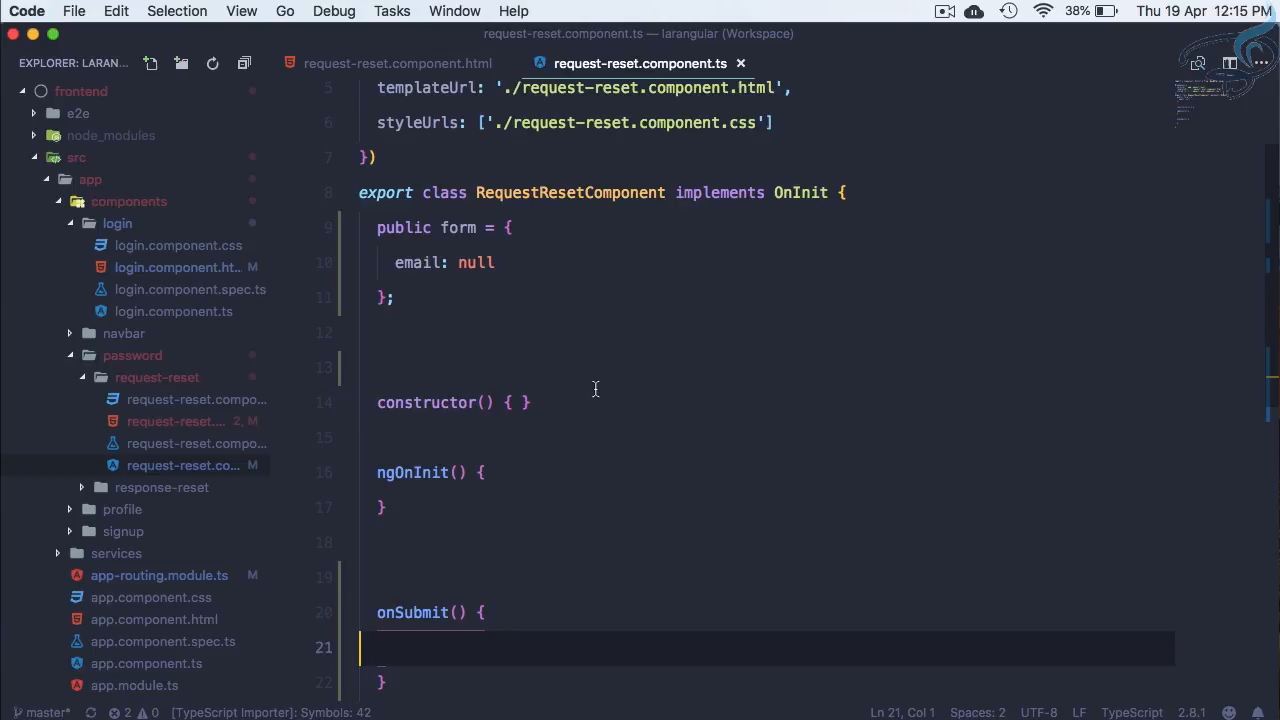 Code File Edit Selection View Go Debug Tasks Window Help 38% Thu 19 Apr 12:15 PM
request-reset.component.ts — larangular (Workspace)
EXPLORER: LARAN… request-reset.component.html request-reset.component.ts
frontend
e2e
node_modules
src
app
components
login
login.component.css
login.component.ht… M
login.component.spec.ts
login.component.ts
navbar
password
request-reset
request-reset.compo…
request-reset.… 2, M
request-reset.compo…
request-reset.co… M
response-reset
profile
signup
services
app-routing.module.ts M
app.component.css
app.component.html
app.component.spec.ts
app.component.ts
app.module.ts
5 templateUrl: './request-reset.component.html',
6 styleUrls: ['./request-reset.component.css']
7 })
8 export class RequestResetComponent implements OnInit {
9 public form = {
10 email: null
11 };
12
13
14 constructor() { }
15
16 ngOnInit() {
17 }
18
19
20 onSubmit() {
21
22 }
master* 2 0 [TypeScript Importer]: Symbols: 42 Ln 21, Col 1 Spaces: 2 UTF-8 LF TypeScript 2.8.1